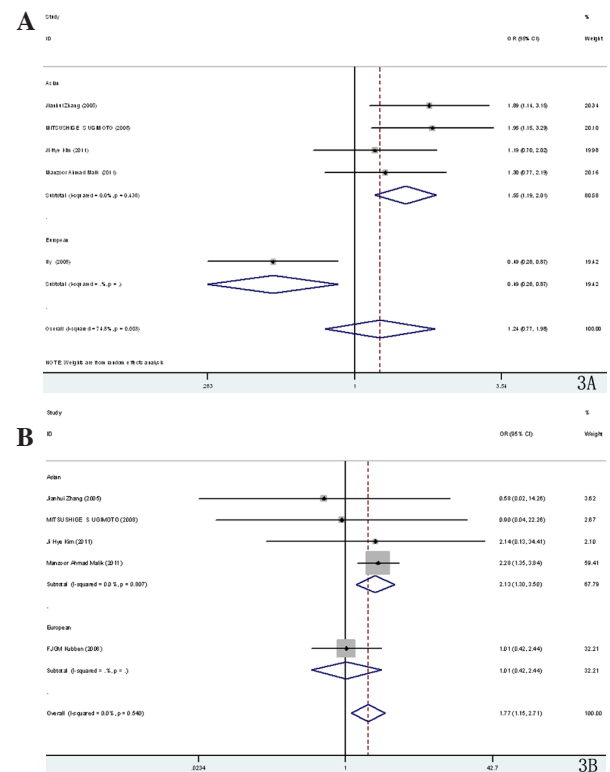 A
Study %
ID OR (95% CI) Weight
Asian
Jianhui Zhang (2005) 1.89 (1.14, 3.15) 20.34
MITSUSHIGE SUGIMOTO (2005) 1.95 (1.15, 3.29) 20.10
Ji Hye (2011) 1.19 (0.70, 2.02) 19.98
Manzoor Ahmad Malik (2011) 1.30 (0.77, 2.19) 20.16
Subtotal (I-squared = 0.0%, p = 0.436) 1.55 (1.19, 2.01) 80.58
.
European
(2005) 0.49 (0.28, 0.87) 19.42
Subtotal (I-squared = .%, p = .) 0.49 (0.28, 0.87) 19.42
.
Overall (I-squared = 74.8%, p = 0.003) 1.24 (0.77, 1.98) 100.00
NOTE: Weights are from random effects analysis
.283 1 3.54 3A
B
Study %
ID OR (95% CI) Weight
Asian
Jianhui Zhang (2005) 0.58 (0.02, 14.26) 3.62
MITSUSHIGE SUGIMOTO (2008) 0.90 (0.04, 22.26) 2.67
Ji Hye Kim (2011) 2.14 (0.13, 34.41) 2.10
Manzoor Ahmad Malik (2011) 2.28 (1.35, 3.84) 59.41
Subtotal (I-squared = 0.0%, p = 0.807) 2.13 (1.30, 3.50) 67.79
.
European
FJGM Kubben (2006) 1.01 (0.42, 2.44) 32.21
Subtotal (I-squared = .%, p = .) 1.01 (0.42, 2.44) 32.21
.
Overall (I-squared = 0.0%, p = 0.540) 1.77 (1.15, 2.71) 100.00
.0234 1 42.7 3B